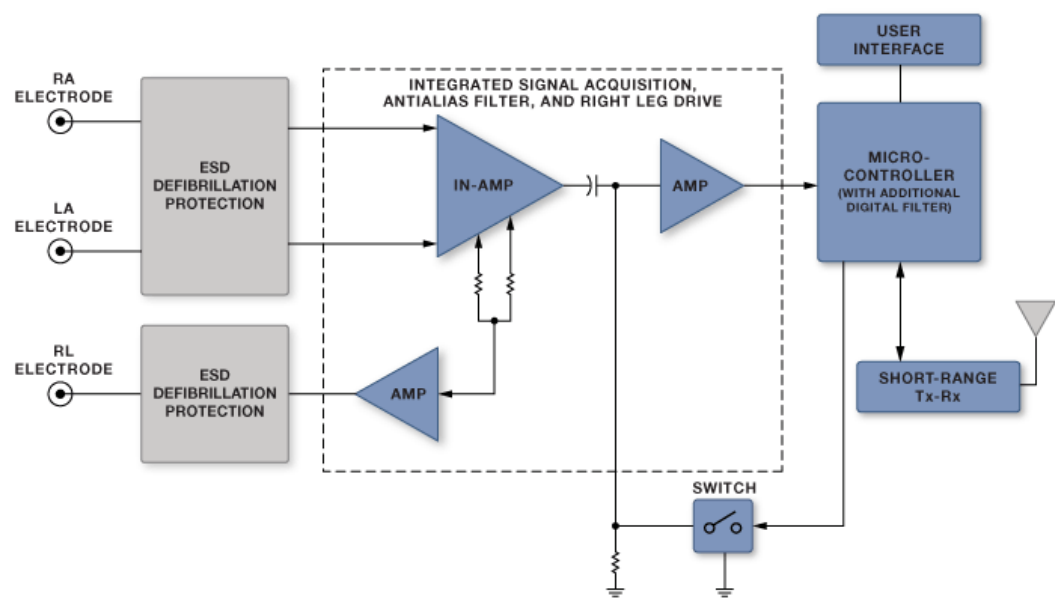 RA
ELECTRODE
LA
ELECTRODE
RL
ELECTRODE
ESD
DEFIBRILLATION
PROTECTION
ESD
DEFIBRILLATION
PROTECTION
INTEGRATED SIGNAL ACQUISITION,
ANTIALIAS FILTER, AND RIGHT LEG DRIVE
IN-AMP
AMP
AMP
USER
INTERFACE
MICRO-
CONTROLLER
(WITH ADDITIONAL
DIGITAL FILTER)
SHORT-RANGE
Tx-Rx
SWITCH